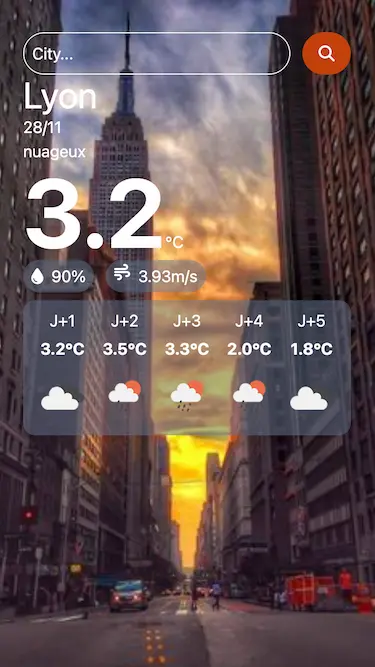 City...
Lyon
28/11
nuageux
3.2°C
90% 3.93m/s
J+1 J+2 J+3 J+4 J+5
3.2°C 3.5°C 3.3°C 2.0°C 1.8°C